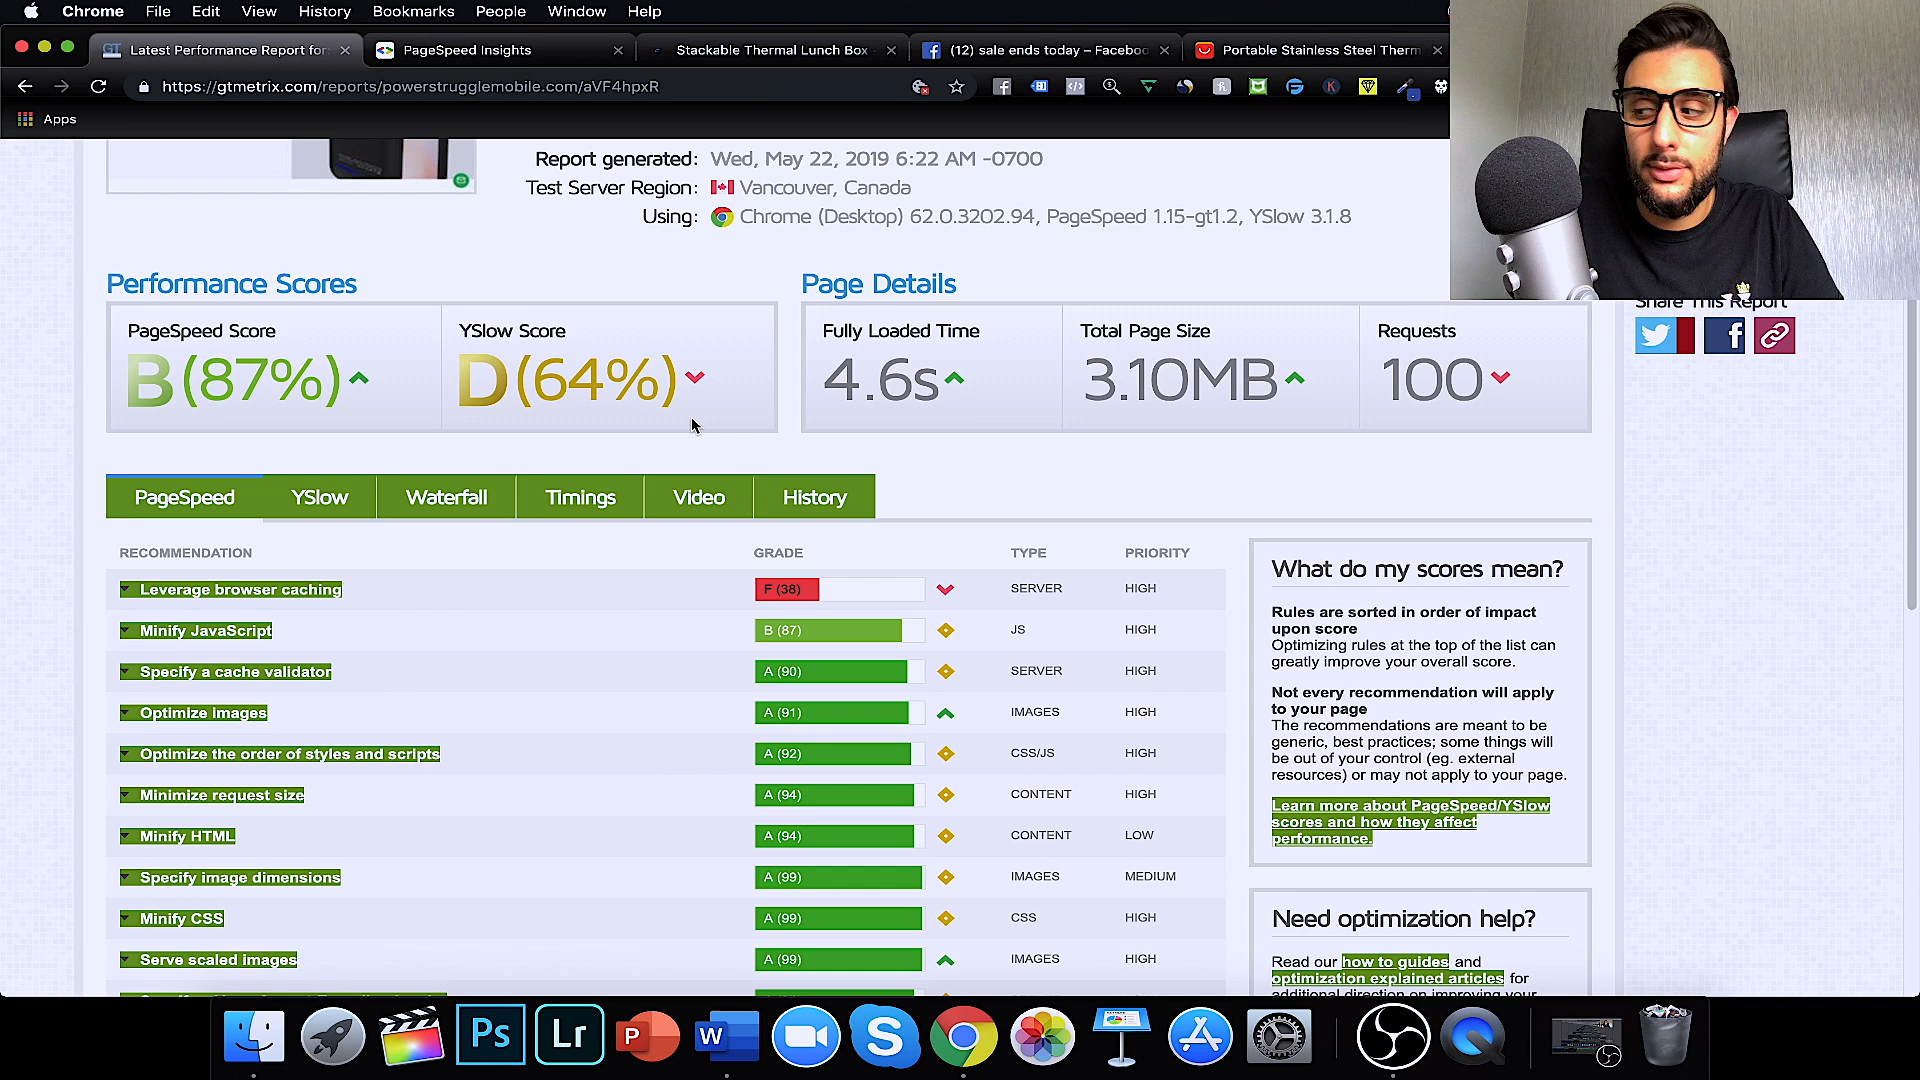 Chrome File Edit View History Bookmarks People Window Help
Latest Performance Report for: PageSpeed Insights Stackable Thermal Lunch Box (12) sale ends today – Faceboo Portable Stainless Steel Therm
https://gtmetrix.com/reports/powerstrugglemobile.com/aVF4hpxR
Apps
Report generated: Wed, May 22, 2019 6:22 AM -0700
Test Server Region: Vancouver, Canada
Using: Chrome (Desktop) 62.0.3202.94, PageSpeed 1.15-gt1.2, YSlow 3.1.8
Share This Report
Performance Scores
Page Details
PageSpeed Score YSlow Score Fully Loaded Time Total Page Size Requests
B(87%) D(64%) 4.6s 3.10MB 100
PageSpeed YSlow Waterfall Timings Video History
RECOMMENDATION GRADE TYPE PRIORITY
Leverage browser caching F (38) SERVER HIGH
Minify JavaScript B (87) JS HIGH
Specify a cache validator A (90) SERVER HIGH
Optimize images A (91) IMAGES HIGH
Optimize the order of styles and scripts A (92) CSS/JS HIGH
Minimize request size A (94) CONTENT HIGH
Minify HTML A (94) CONTENT LOW
Specify image dimensions A (99) IMAGES MEDIUM
Minify CSS A (99) CSS HIGH
Serve scaled images A (99) IMAGES HIGH
What do my scores mean?
Rules are sorted in order of impact
upon score
Optimizing rules at the top of the list can
greatly improve your overall score.
Not every recommendation will apply
to your page
The recommendations are meant to be
generic, best practices; some things will
be out of your control (eg. external
resources) or may not apply to your page.
Learn more about PageSpeed/YSlow
scores and how they affect
performance.
Need optimization help?
Read our how to guides and
optimization explained articles for
additional direction on improving your
Ps Lr P W S